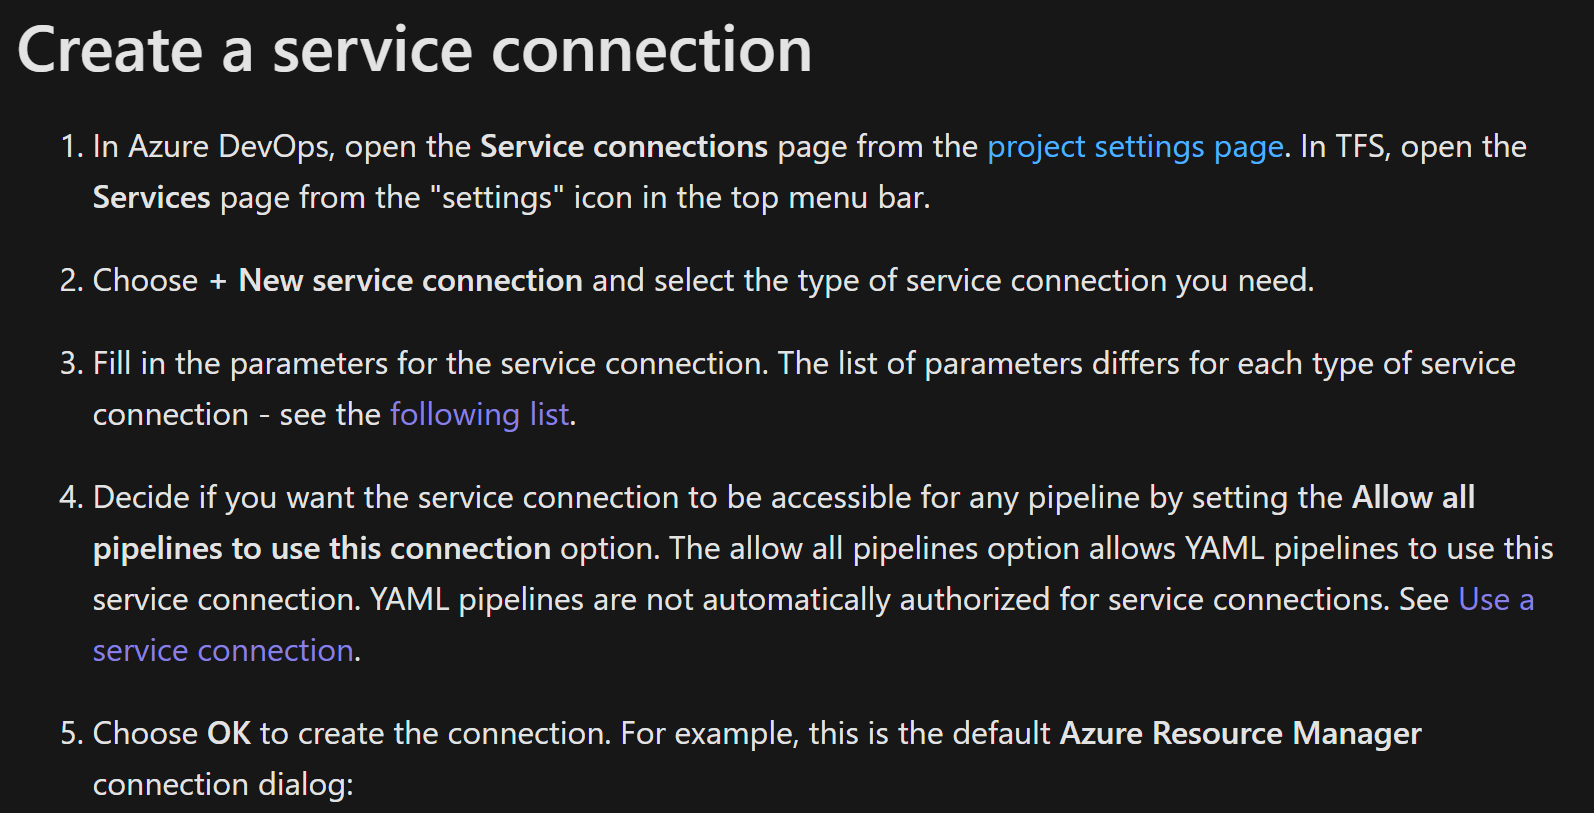 Create a service connection
1. In Azure DevOps, open the Service connections page from the project settings page. In TFS, open the
Services page from the "settings" icon in the top menu bar.
2. Choose + New service connection and select the type of service connection you need.
3. Fill in the parameters for the service connection. The list of parameters differs for each type of service
connection - see the following list.
4. Decide if you want the service connection to be accessible for any pipeline by setting the Allow all
pipelines to use this connection option. The allow all pipelines option allows YAML pipelines to use this
service connection. YAML pipelines are not automatically authorized for service connections. See Use a
service connection.
5. Choose OK to create the connection. For example, this is the default Azure Resource Manager
connection dialog: